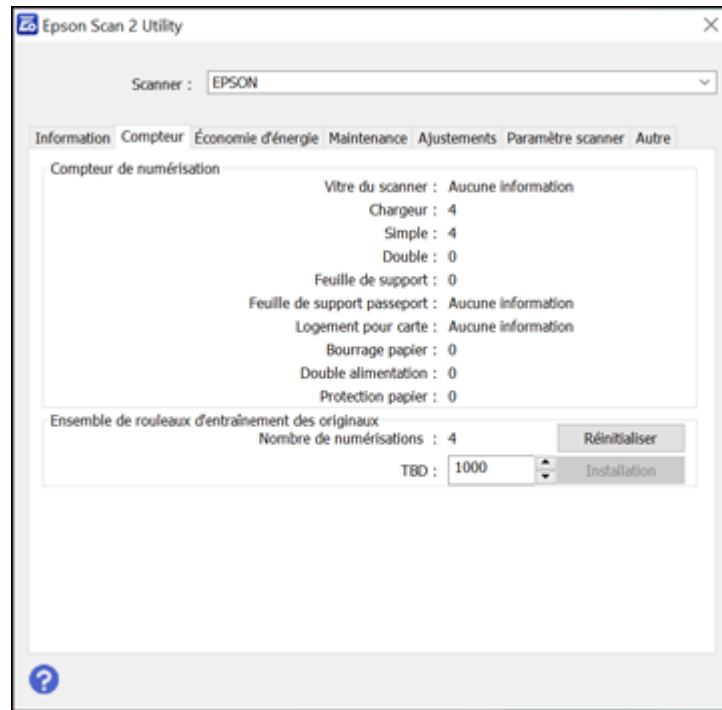 Epson Scan 2 Utility
Scanner : EPSON
Information Compteur Économie d'énergie Maintenance Ajustements Paramètre scanner Autre
Compteur de numérisation
Vitre du scanner : Aucune information
Chargeur : 4
Simple : 4
Double : 0
Feuille de support : 0
Feuille de support passeport : Aucune information
Logement pour carte : Aucune information
Bourrage papier : 0
Double alimentation : 0
Protection papier : 0
Ensemble de rouleaux d'entraînement des originaux
Nombre de numérisations : 4 Réinitialiser
TBD : 1000 Installation
?